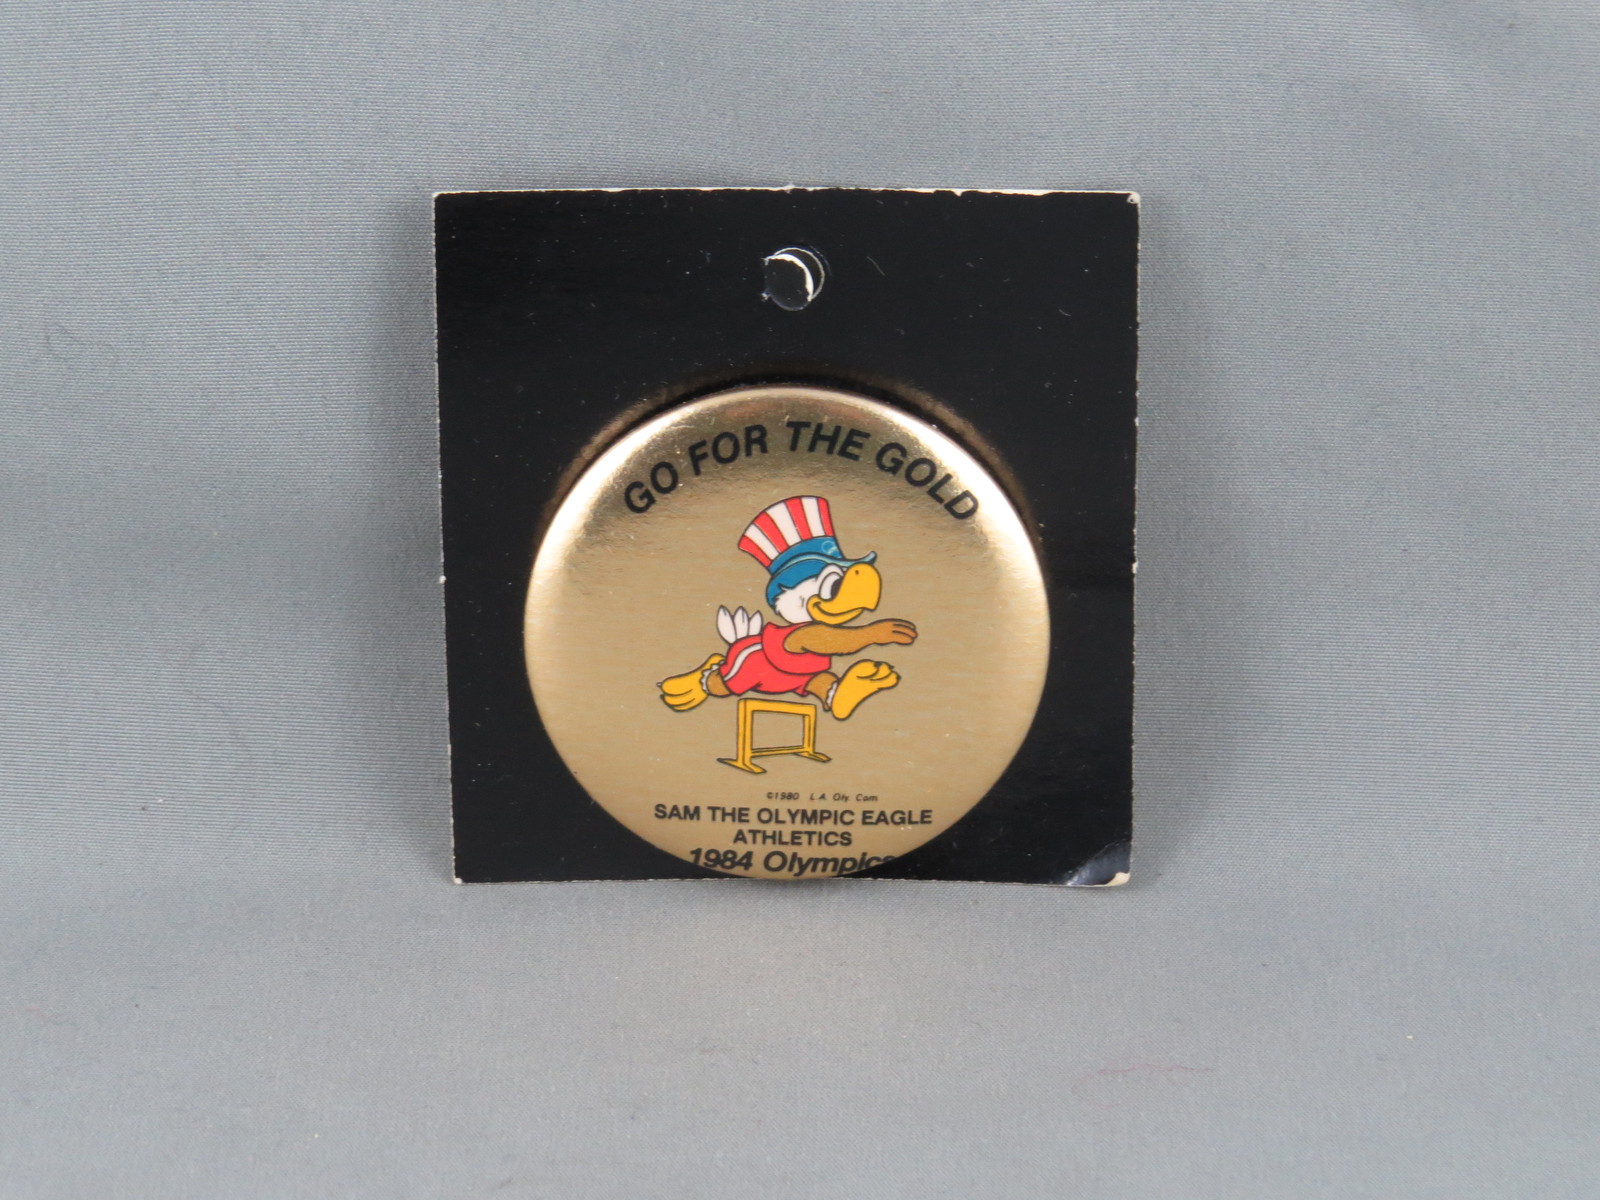 GO FOR THE GOLD
©1980 L.A. Oly. Com.
SAM THE OLYMPIC EAGLE
ATHLETICS
1984 Olympics